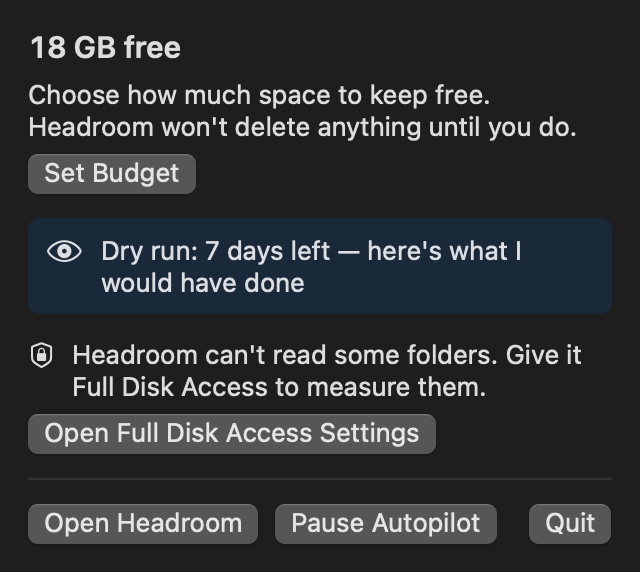 18 GB free
Choose how much space to keep free.
Headroom won't delete anything until you do.
Set Budget
Dry run: 7 days left — here's what I
would have done
Headroom can't read some folders. Give it
Full Disk Access to measure them.
Open Full Disk Access Settings
Open Headroom
Pause Autopilot
Quit